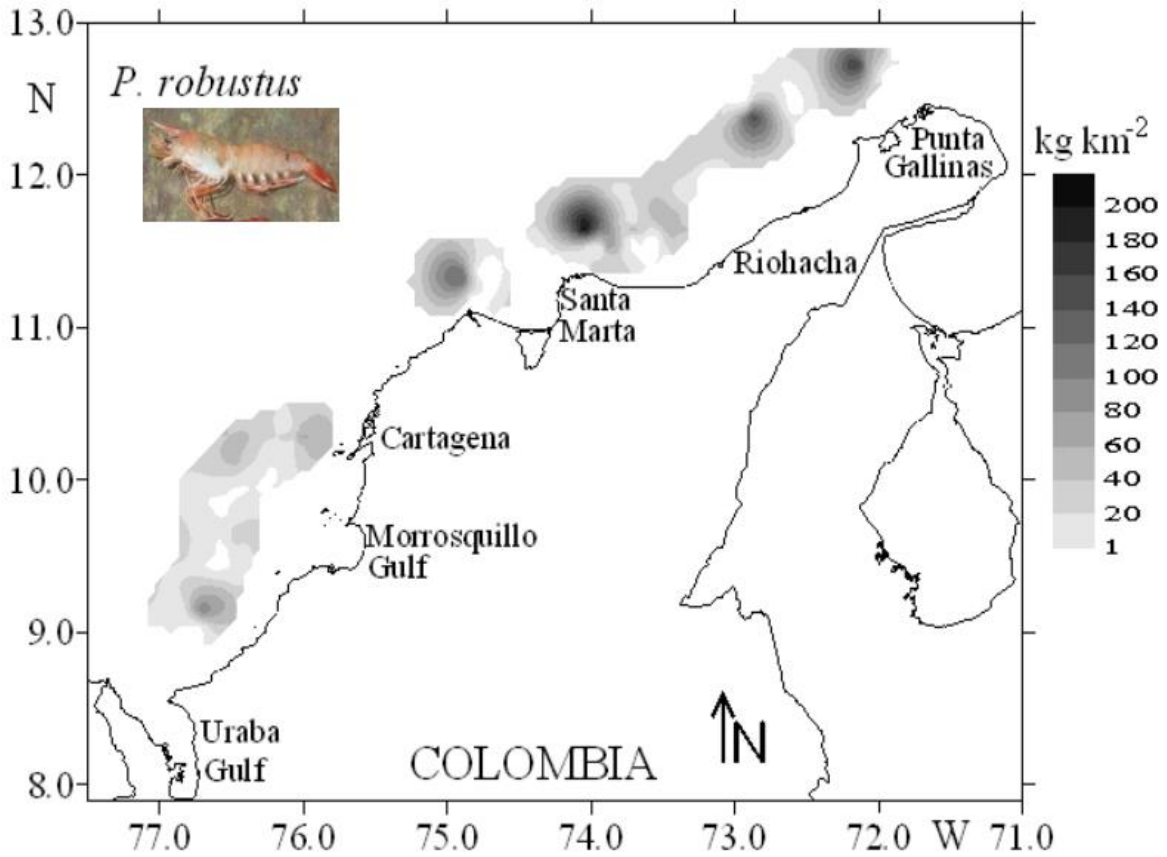 13.0
N
P. robustus
12.0
11.0
10.0
9.0
8.0
Punta
Gallinas
Riohacha
Santa
Marta
Cartagena
Morrosquillo
Gulf
Uraba
Gulf
COLOMBIA
N
77.0 76.0 75.0 74.0 73.0 72.0 W 71.0
kg km-2
200
180
160
140
120
100
80
60
40
20
1